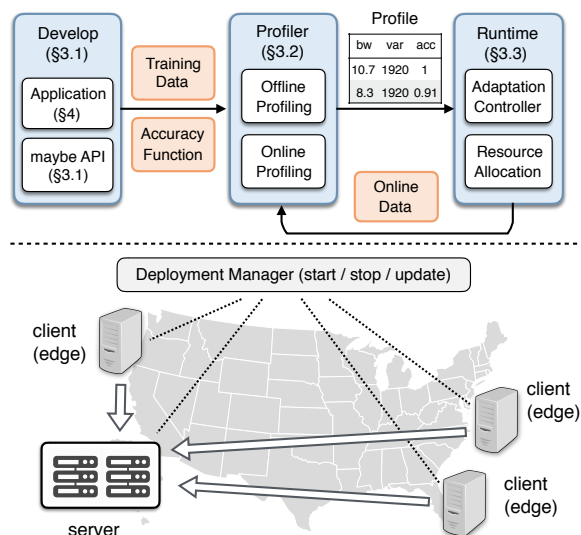 Develop
(§3.1)
Application
(§4)
maybe API
(§3.1)
Training
Data
Accuracy
Function
Profiler
(§3.2)
Offline
Profiling
Online
Profiling
Profile
bw var acc
10.7 1920 1
8.3 1920 0.91
Online
Data
Runtime
(§3.3)
Adaptation
Controller
Resource
Allocation
Deployment Manager (start / stop / update)
client
(edge)
client
(edge)
client
(edge)
server